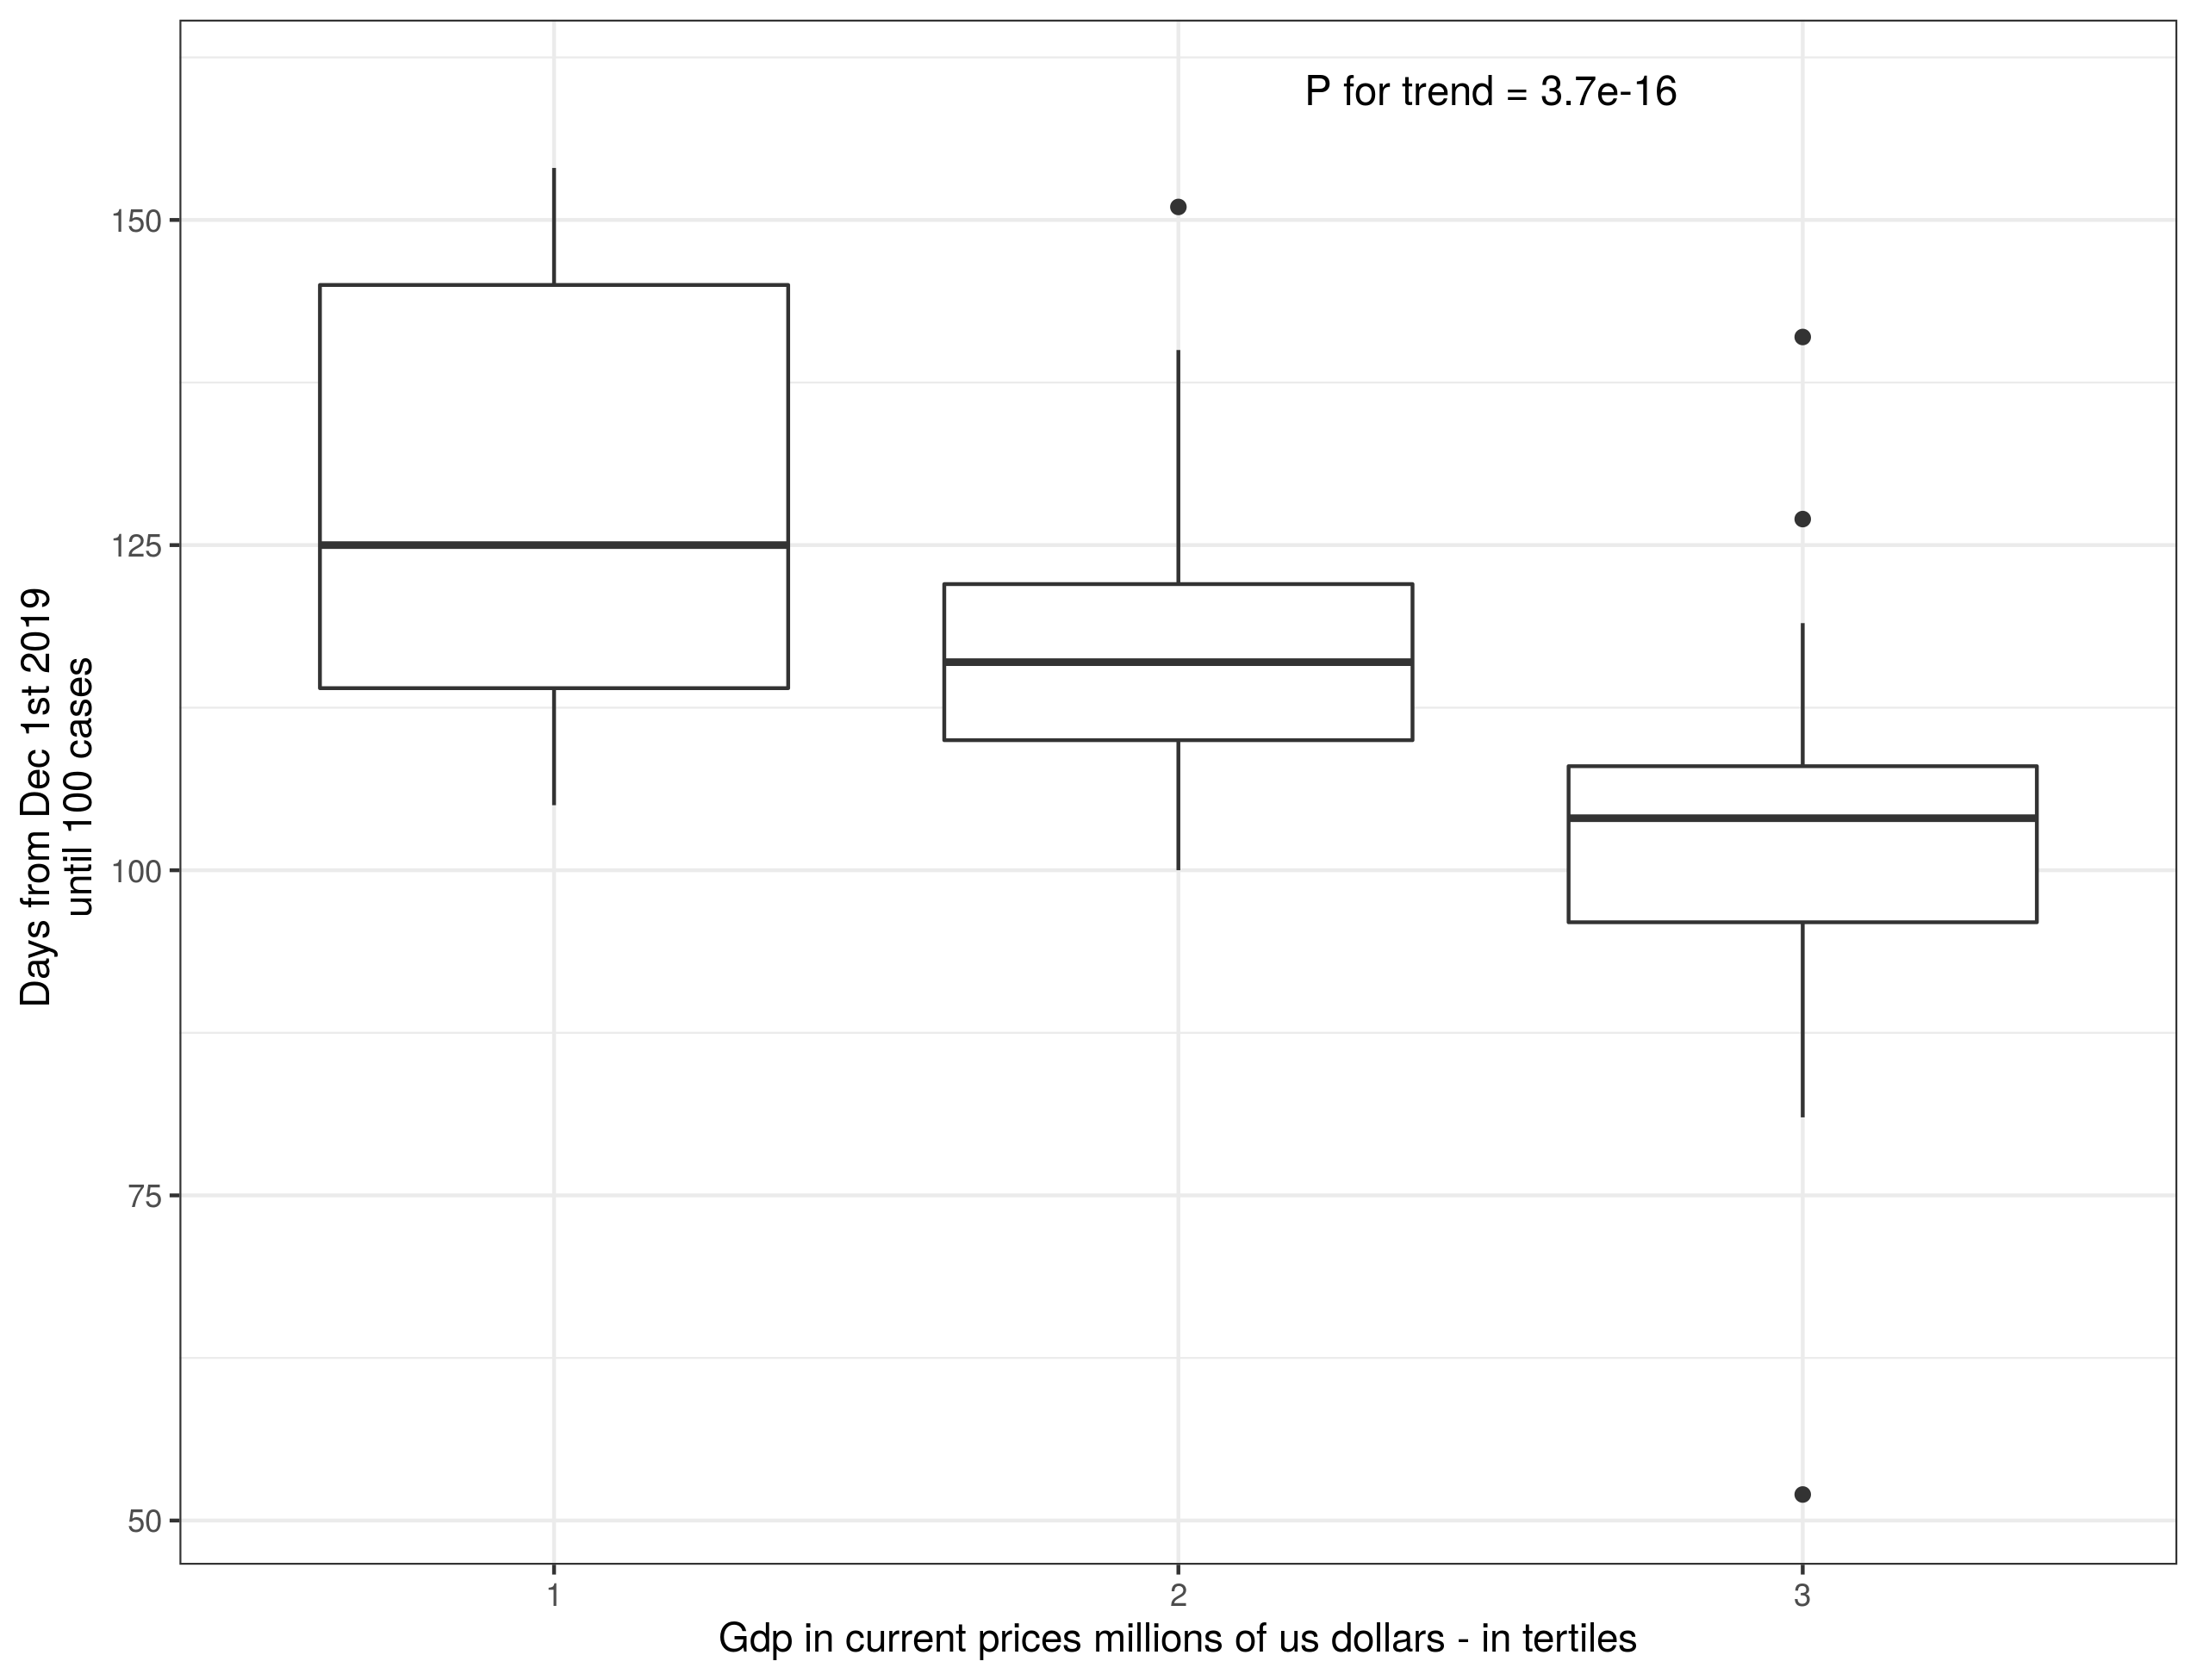 P for trend = 3.7e-16
150
125
100
75
50
Days from Dec 1st 2019
until 100 cases
1
2
3
Gdp in current prices millions of us dollars - in tertiles